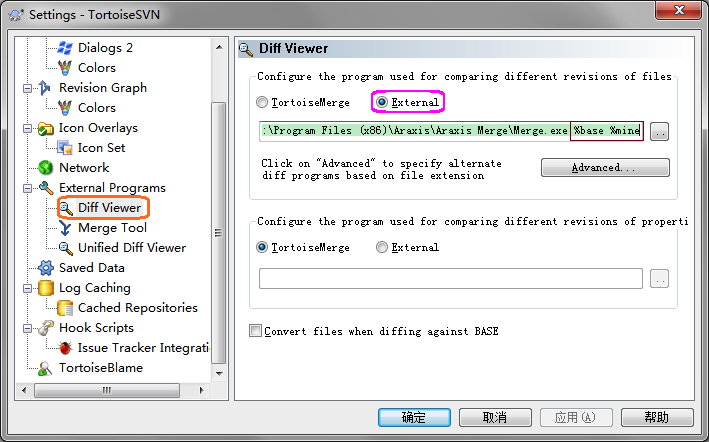 Settings - TortoiseSVN
Dialogs 2
Colors
Revision Graph
Colors
Icon Overlays
Icon Set
Network
External Programs
Diff Viewer
Merge Tool
Unified Diff Viewer
Saved Data
Log Caching
Cached Repositories
Hook Scripts
Issue Tracker Integratio
TortoiseBlame
Diff Viewer
Configure the program used for comparing different revisions of files
TortoiseMerge
External
:\Program Files (x86)\Araxis\Araxis Merge\Merge.exe %base %mine
..
Click on "Advanced" to specify alternate
diff programs based on file extension
Advanced...
Configure the program used for comparing different revisions of properti
TortoiseMerge
External
..
Convert files when diffing against BASE
确定
取消
应用(A)
帮助